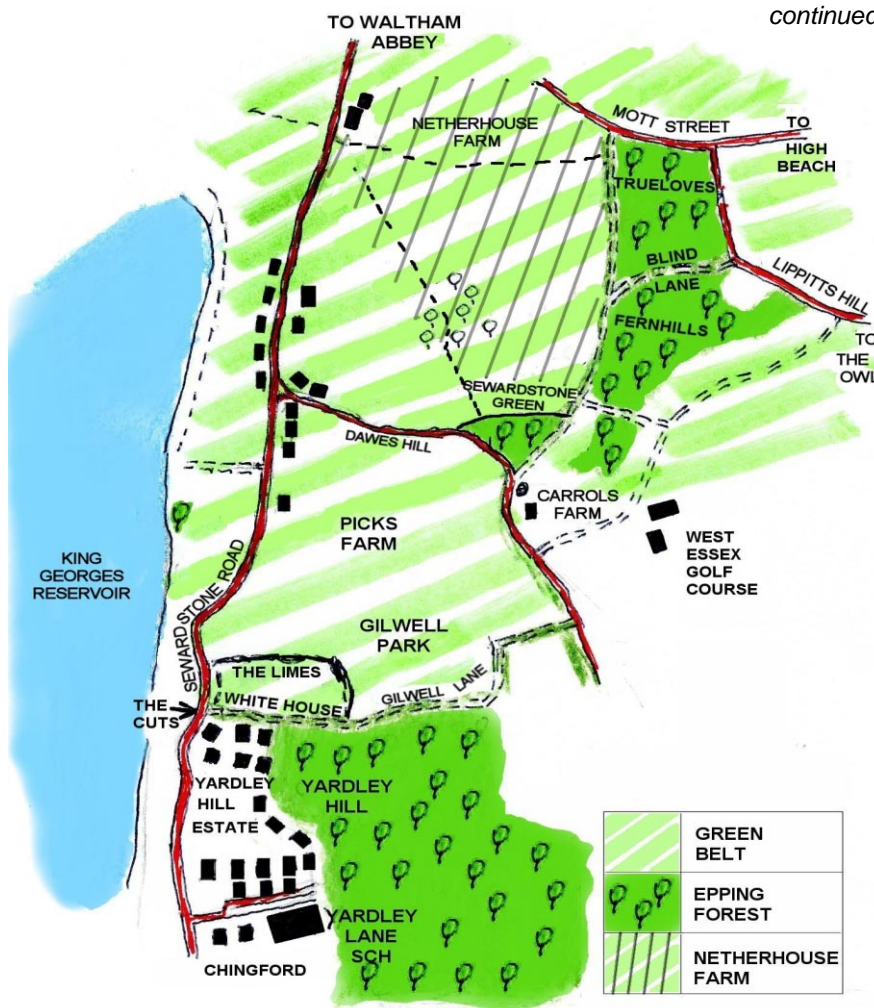 continued
TO WALTHAM
ABBEY
NETHERHOUSE
FARM
MOTT STREET
TO
HIGH
BEACH
TRUELOVES
BLIND
LANE
LIPPITTS HILL
FERNHILLS
TO
THE
OWL
SEWARDSTONE
GREEN
DAWES HILL
CARROLS
FARM
PICKS
FARM
WEST
ESSEX
GOLF
COURSE
KING
GEORGES
RESERVOIR
SEWARDSTONE ROAD
GILWELL
PARK
THE LIMES
WHITE HOUSE
GILWELL LANE
THE
CUTS
YARDLEY
HILL
ESTATE
YARDLEY
HILL
YARDLEY
LANE
SCH
CHINGFORD
GREEN
BELT
EPPING
FOREST
NETHERHOUSE
FARM